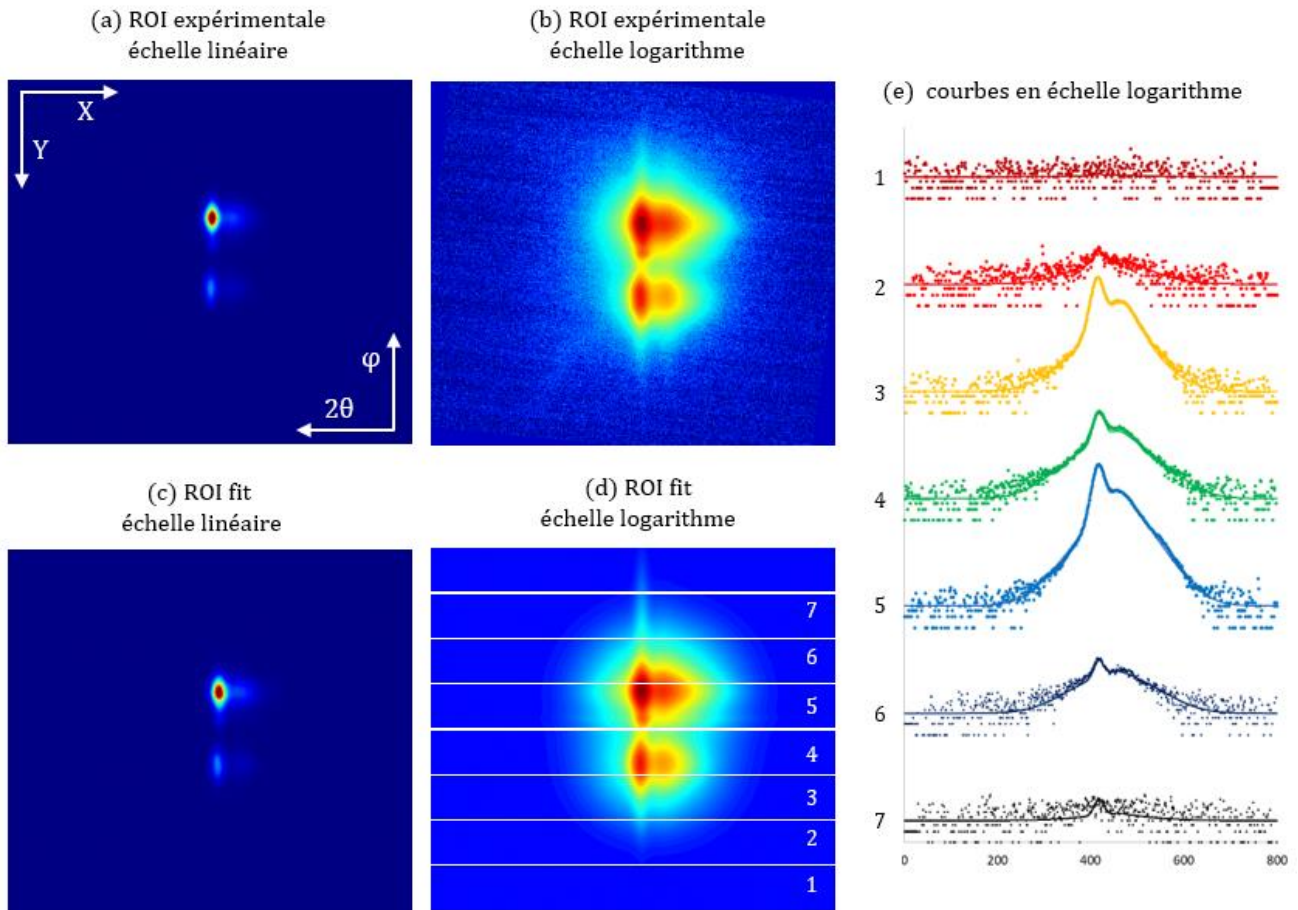 (a) ROI expérimentale
échelle linéaire
(b) ROI expérimentale
échelle logarithme
X
Y
φ
2θ
(c) ROI fit
échelle linéaire
(d) ROI fit
échelle logarithme
7
6
5
4
3
2
1
(e) courbes en échelle logarithme
1
2
3
4
5
6
7
0 200 400 600 800